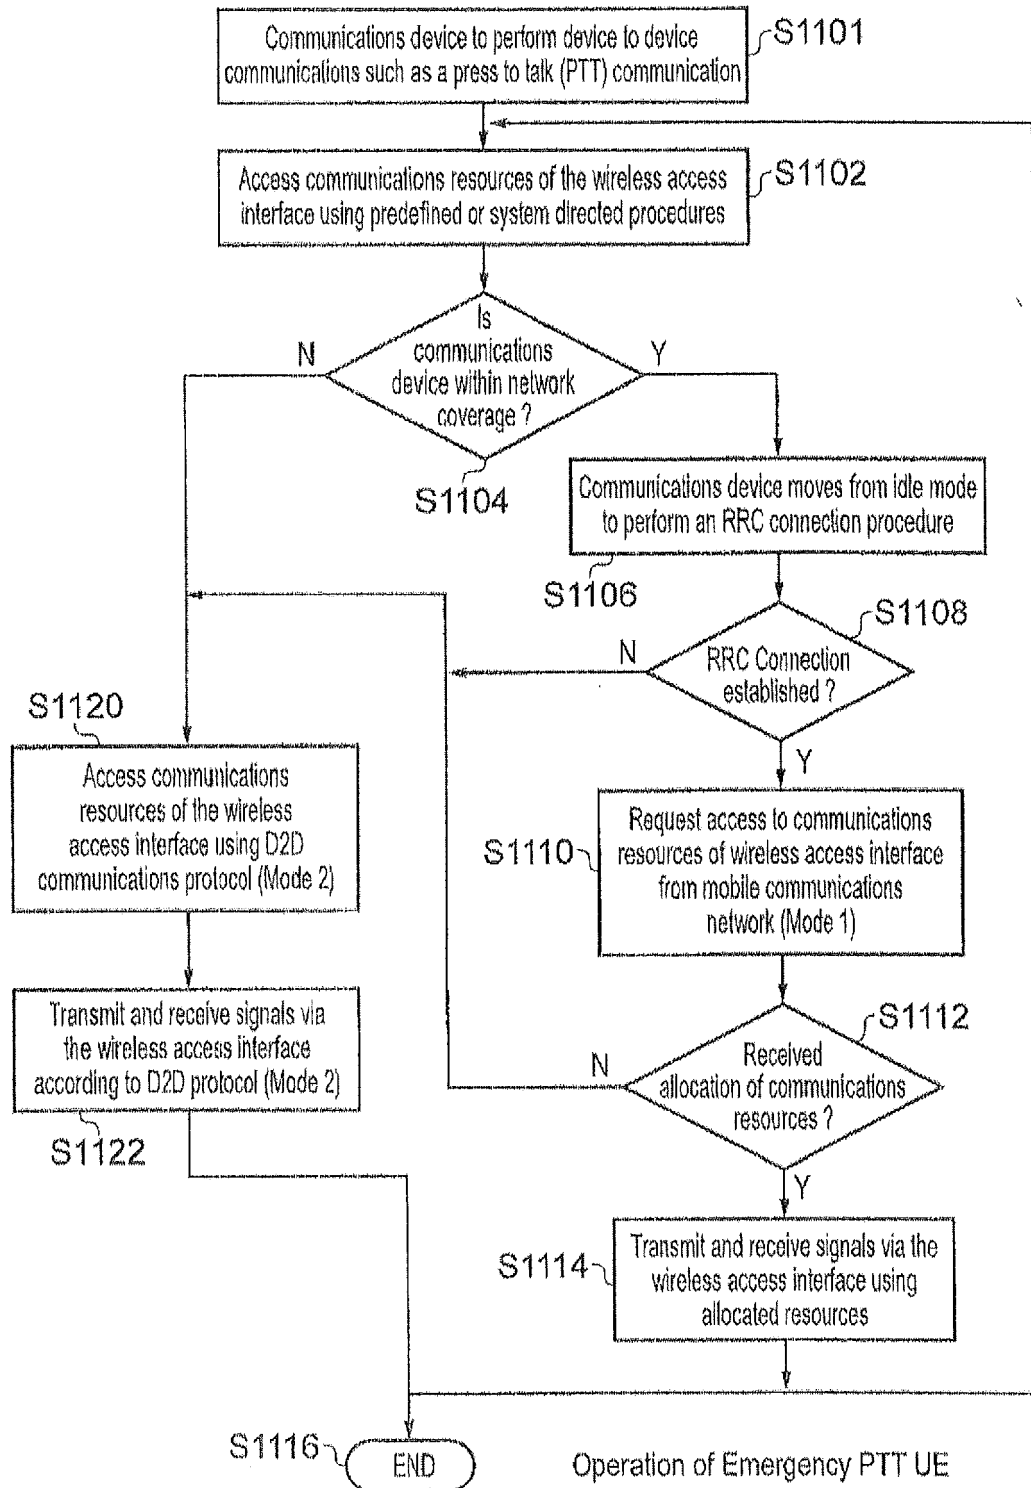 Communications device to perform device to device
communications such as a press to talk (PTT) communication
S1101
Access communications resources of the wireless access
interface using predefined or system directed procedures
S1102
Is
communications
device within network
coverage ?
N
Y
S1104
Communications device moves from idle mode
to perform an RRC connection procedure
S1106
S1108
RRC Connection
established ?
N
Y
S1120
Access communications
resources of the wireless
access interface using D2D
communications protocol (Mode 2)
S1110
Request access to communications
resources of wireless access interface
from mobile communications
network (Mode 1)
S1112
Received
allocation of communications
resources ?
N
Y
Transmit and receive signals via
the wireless access interface
according to D2D protocol (Mode 2)
S1122
S1114
Transmit and receive signals via the
wireless access interface using
allocated resources
S1116
END
Operation of Emergency PTT UE